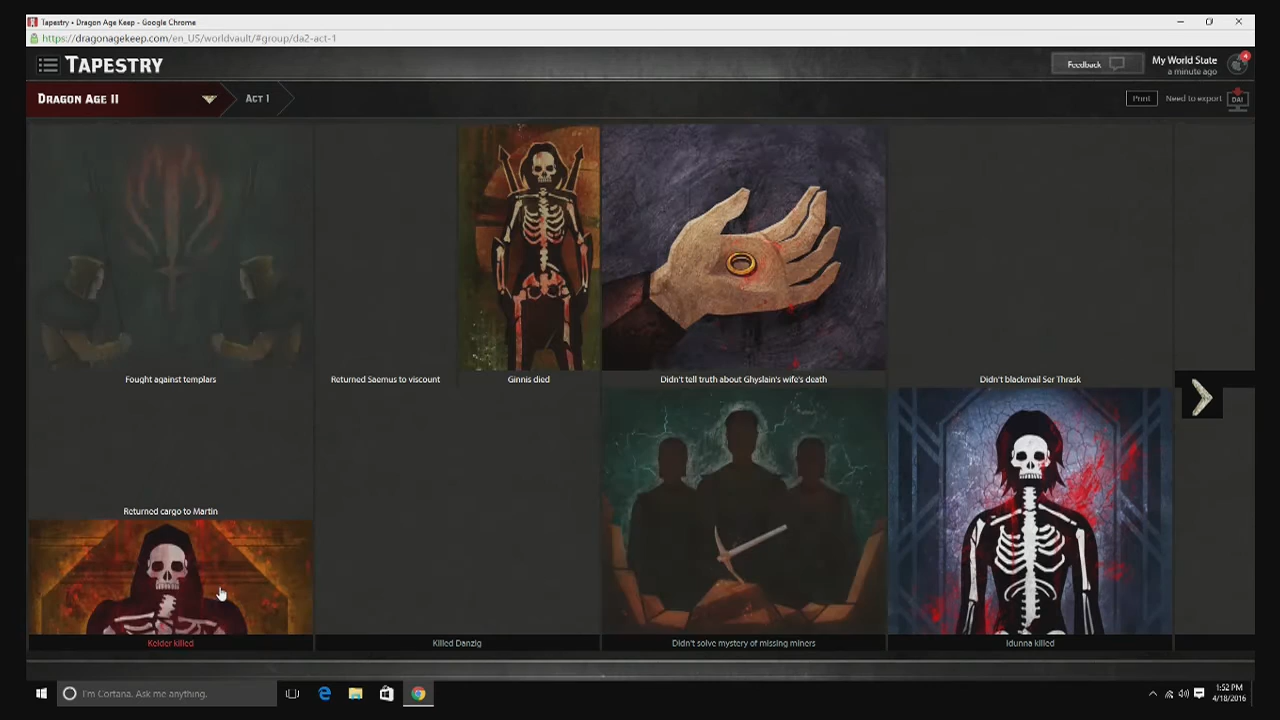 Tapestry • Dragon Age Keep - Google Chrome
https://dragonagekeep.com/en_US/worldvault/#group/da2-act-1
TAPESTRY
Feedback
My World State
a minute ago
4
DRAGON AGE II
ACT I
Print
Need to export
DAI
Fought against templars
Returned Saemus to viscount
Ginnis died
Didn't tell truth about Ghyslain's wife's death
Didn't blackmail Ser Thrask
Returned cargo to Martin
Kelder killed
Killed Danzig
Didn't solve mystery of missing miners
Idunna killed
I'm Cortana. Ask me anything.
1:52 PM
4/18/2016